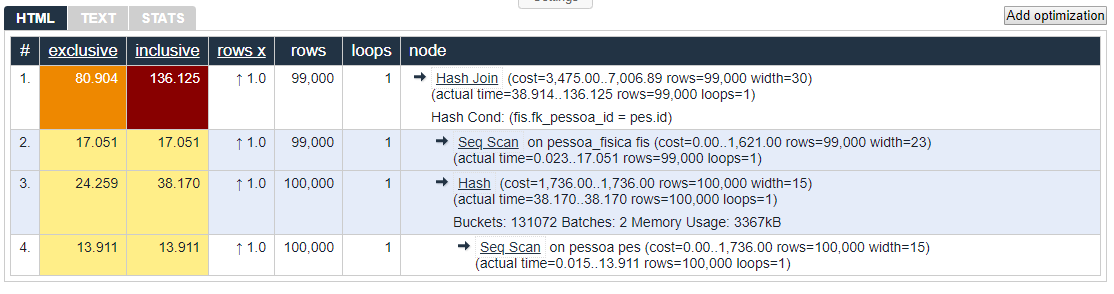 Settings
HTML TEXT STATS Add optimization
# exclusive inclusive rows x rows loops node
1. 80.904 136.125 ↑ 1.0 99,000 1 → Hash Join (cost=3,475.00..7,006.89 rows=99,000 width=30)
(actual time=38.914..136.125 rows=99,000 loops=1)
Hash Cond: (fis.fk_pessoa_id = pes.id)
2. 17.051 17.051 ↑ 1.0 99,000 1 → Seq Scan on pessoa_fisica fis (cost=0.00..1,621.00 rows=99,000 width=23)
(actual time=0.023..17.051 rows=99,000 loops=1)
3. 24.259 38.170 ↑ 1.0 100,000 1 → Hash (cost=1,736.00..1,736.00 rows=100,000 width=15)
(actual time=38.170..38.170 rows=100,000 loops=1)
Buckets: 131072 Batches: 2 Memory Usage: 3367kB
4. 13.911 13.911 ↑ 1.0 100,000 1 → Seq Scan on pessoa pes (cost=0.00..1,736.00 rows=100,000 width=15)
(actual time=0.015..13.911 rows=100,000 loops=1)